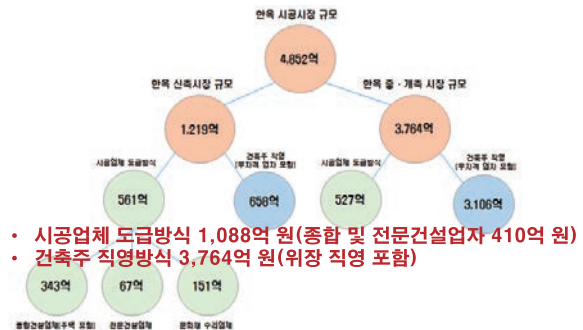 한옥 시공시장 규모
4.852억
한옥 신축시장 규모
한옥 증·개축 시장 규모
1.219억
3.764억
시공업체 도급방식
건축주 직영
(무자격 업자 포함)
시공업체 도급방식
건축주 직영
(무자격 업자 포함)
561억
658억
527억
3.106억
• 시공업체 도급방식 1,088억 원(종합 및 전문건설업자 410억 원)
• 건축주 직영방식 3,764억 원(위장 직영 포함)
343억
67억
151억
종합건설업체(주택 포함)
전문건설업체
문화재 수리업체